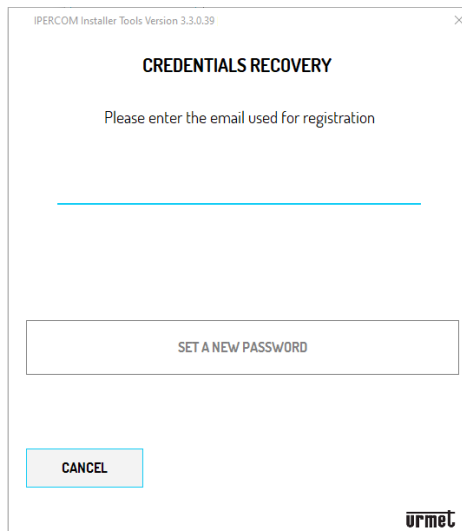 IPERCOM Installer Tools Version 3.3.0.39
CREDENTIALS RECOVERY
Please enter the email used for registration
SET A NEW PASSWORD
CANCEL
urmet